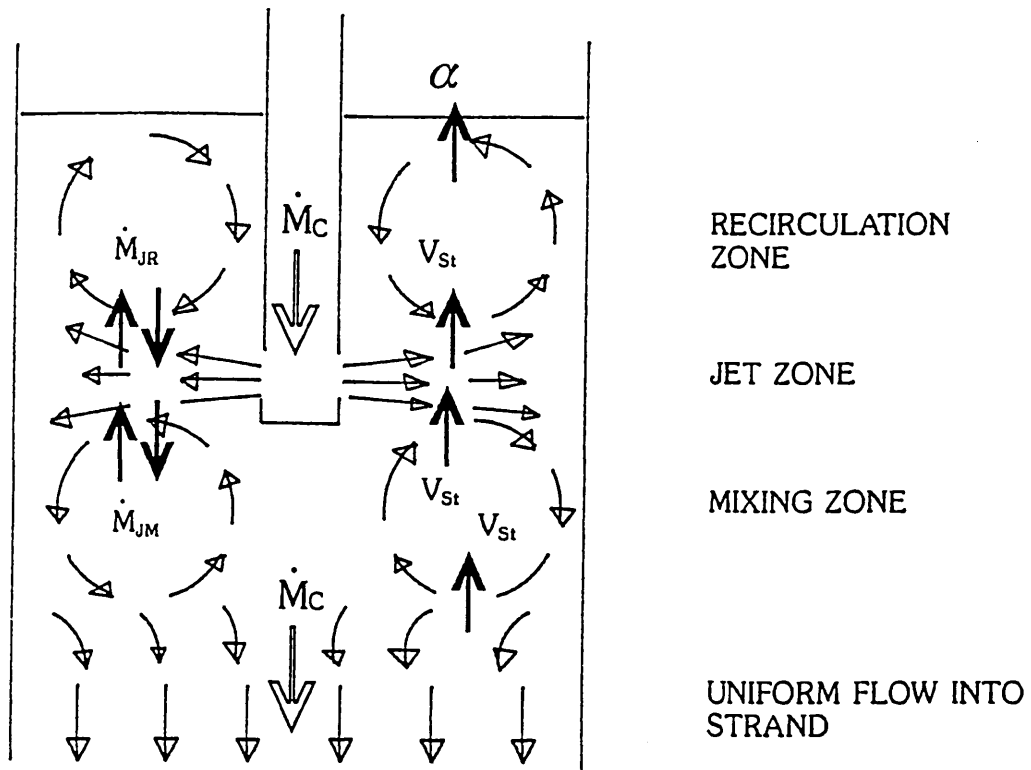 α
Ṁ_C
Ṁ_JR
V_St
RECIRCULATION
ZONE
JET ZONE
V_St
MIXING ZONE
Ṁ_JM
V_St
Ṁ_C
UNIFORM FLOW INTO
STRAND